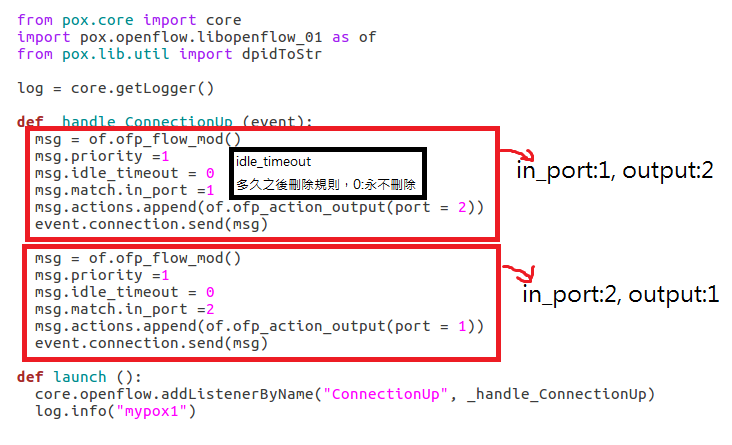 from pox.core import core
import pox.openflow.libopenflow_01 as of
from pox.lib.util import dpidToStr
log = core.getLogger()
def _handle_ConnectionUp (event):
msg = of.ofp_flow_mod()
msg.priority =1
msg.idle_timeout = 0
msg.match.in_port =1
msg.actions.append(of.ofp_action_output(port = 2))
event.connection.send(msg)
idle_timeout
多久之後刪除規則，0:永不刪除
in_port:1, output:2
msg = of.ofp_flow_mod()
msg.priority =1
msg.idle_timeout = 0
msg.match.in_port =2
msg.actions.append(of.ofp_action_output(port = 1))
event.connection.send(msg)
in_port:2, output:1
def launch ():
core.openflow.addListenerByName("ConnectionUp", _handle_ConnectionUp)
log.info("mypox1")